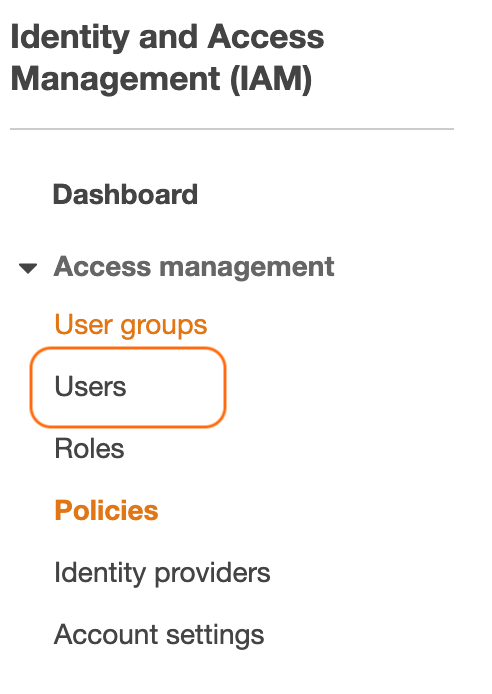 Identity and Access
Management (IAM)
Dashboard
Access management
User groups
Users
Roles
Policies
Identity providers
Account settings